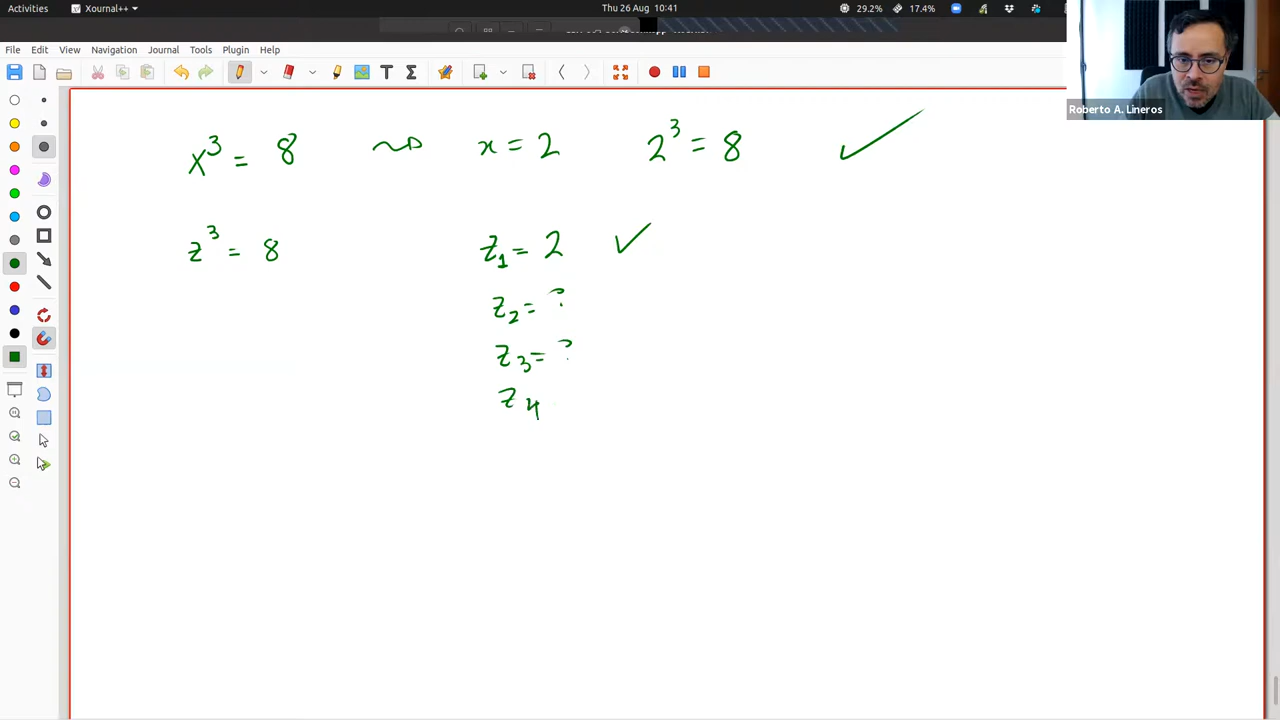 Activities Xournal++ Thu 26 Aug 10:41 29.2% 17.4%
File Edit View Navigation Journal Tools Plugin Help
Roberto A. Lineros
x³ = 8 ⇝ x = 2 2³ = 8 ✓
z³ = 8 z₁ = 2 ✓
z₂ = ?
z₃ = ?
z₄